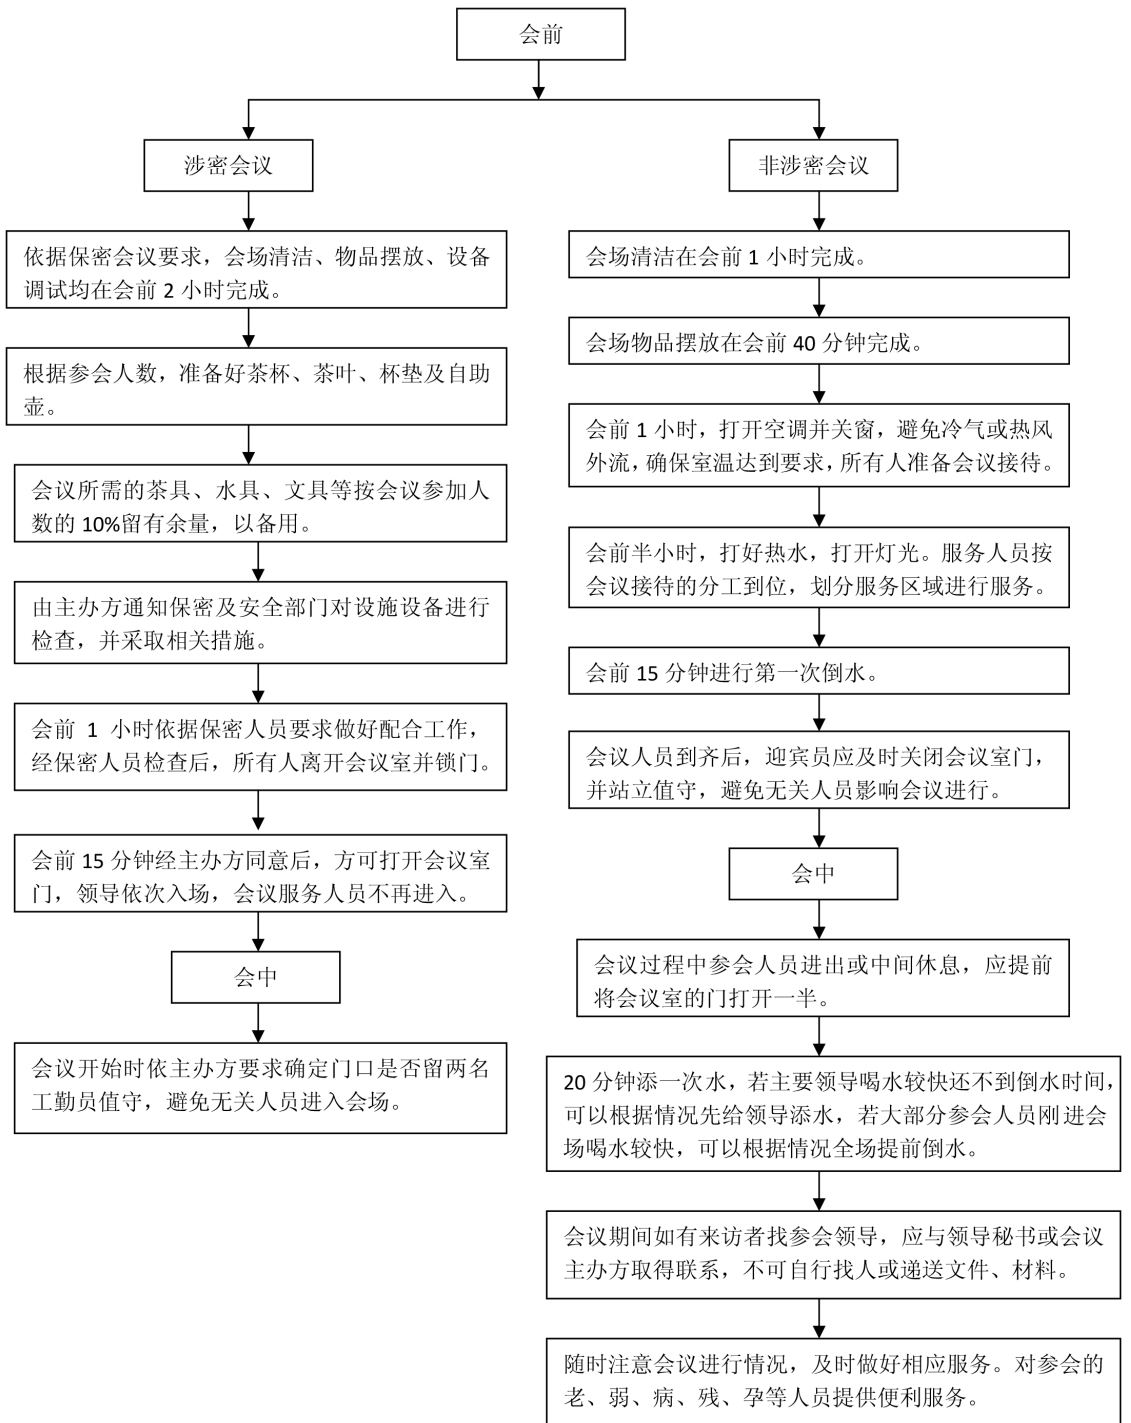 会前
涉密会议
依据保密会议要求，会场清洁、物品摆放、设备
调试均在会前 2 小时完成。
根据参会人数，准备好茶杯、茶叶、杯垫及自助
壶。
会议所需的茶具、水具、文具等按会议参加人
数的 10%留有余量，以备用。
由主办方通知保密及安全部门对设施设备进行
检查，并采取相关措施。
会前 1 小时依据保密人员要求做好配合工作，
经保密人员检查后，所有人离开会议室并锁门。
会前 15 分钟经主办方同意后，方可打开会议室
门，领导依次入场，会议服务人员不再进入。
会中
会议开始时依主办方要求确定门口是否留两名
工勤员值守，避免无关人员进入会场。
非涉密会议
会场清洁在会前 1 小时完成。
会场物品摆放在会前 40 分钟完成。
会前 1 小时，打开空调并关窗，避免冷气或热风
外流，确保室温达到要求，所有人准备会议接待。
会前半小时，打好热水，打开灯光。服务人员按
会议接待的分工到位，划分服务区域进行服务。
会前 15 分钟进行第一次倒水。
会议人员到齐后，迎宾员应及时关闭会议室门，
并站立值守，避免无关人员影响会议进行。
会中
会议过程中参会人员进出或中间休息，应提前
将会议室的门打开一半。
20 分钟添一次水，若主要领导喝水较快还不到倒水时间，
可以根据情况先给领导添水，若大部分参会人员刚进会
场喝水较快，可以根据情况全场提前倒水。
会议期间如有来访者找参会领导，应与领导秘书或会议
主办方取得联系，不可自行找人或递送文件、材料。
随时注意会议进行情况，及时做好相应服务。对参会的
老、弱、病、残、孕等人员提供便利服务。